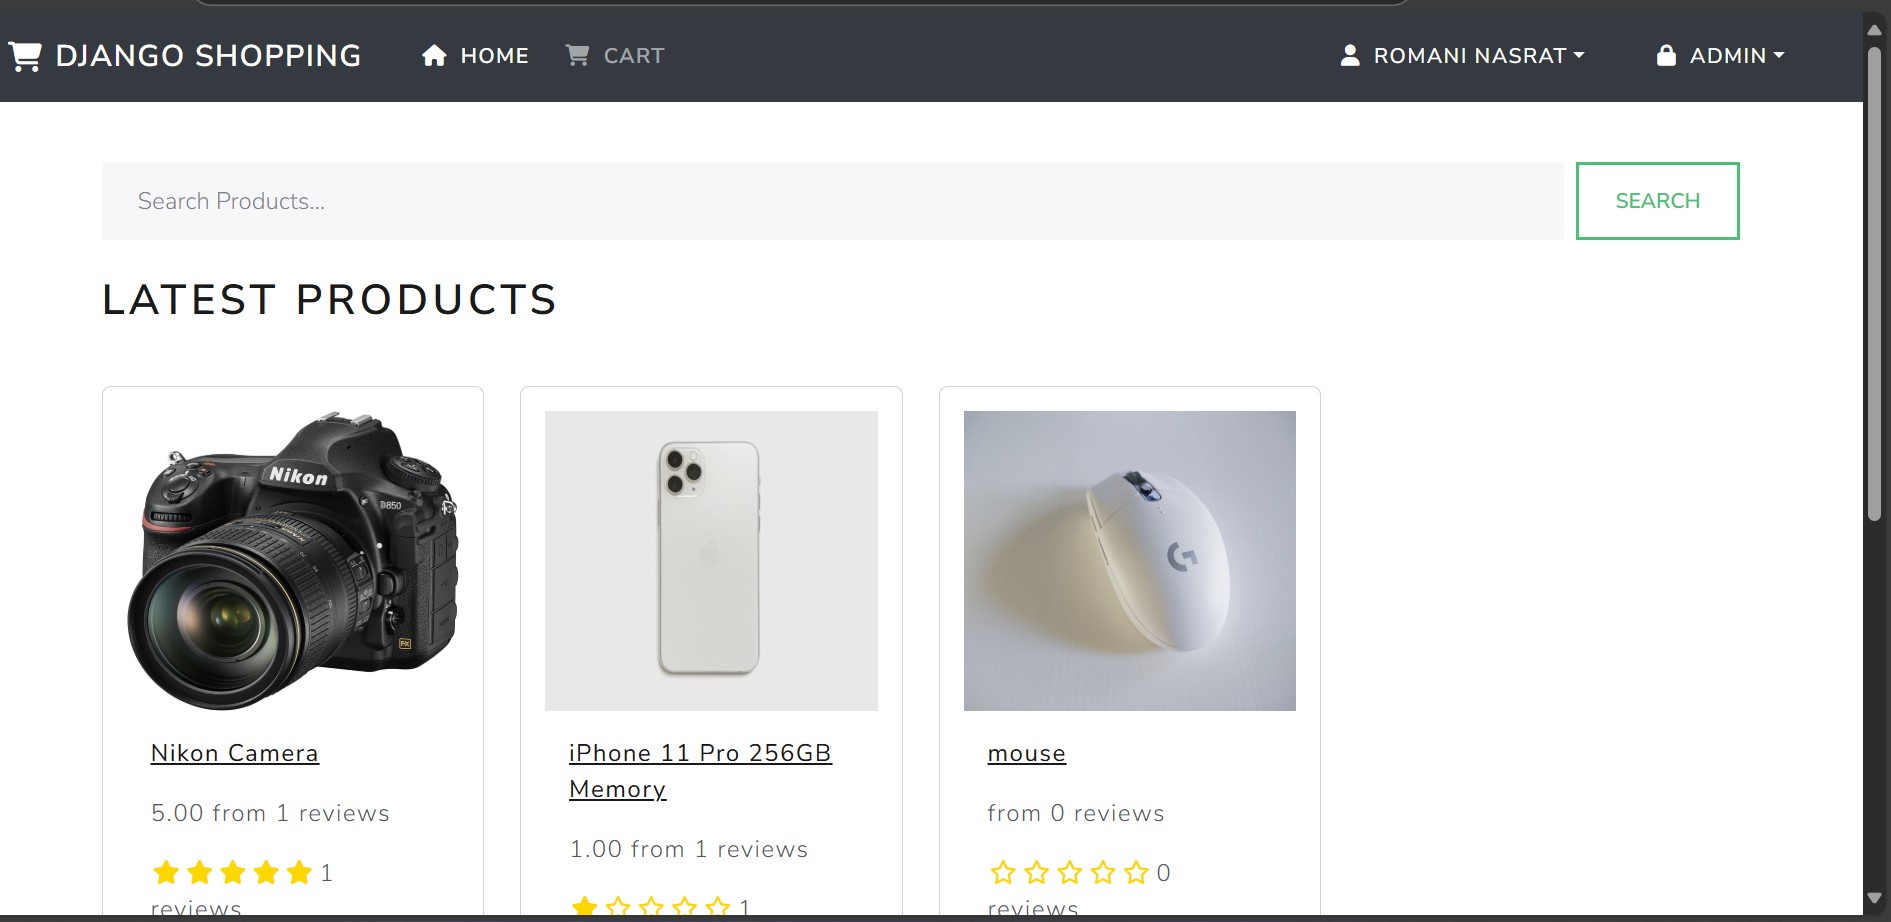 DJANGO SHOPPING HOME CART ROMANI NASRAT ADMIN
Search Products... SEARCH
LATEST PRODUCTS
Nikon
D850
FX
Nikon Camera
5.00 from 1 reviews
1
reviews
iPhone 11 Pro 256GB
Memory
1.00 from 1 reviews
1
G
mouse
from 0 reviews
0
reviews